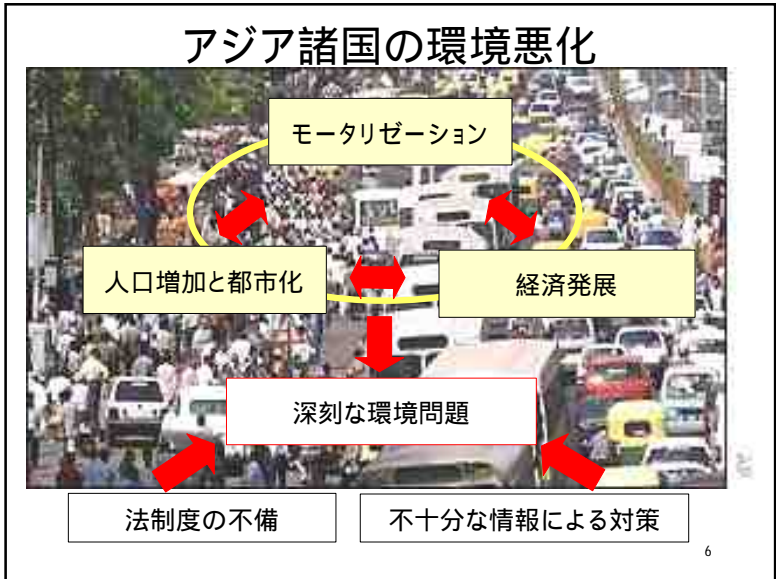 アジア諸国の環境悪化
モータリゼーション
人口増加と都市化
経済発展
深刻な環境問題
法制度の不備
不十分な情報による対策
6